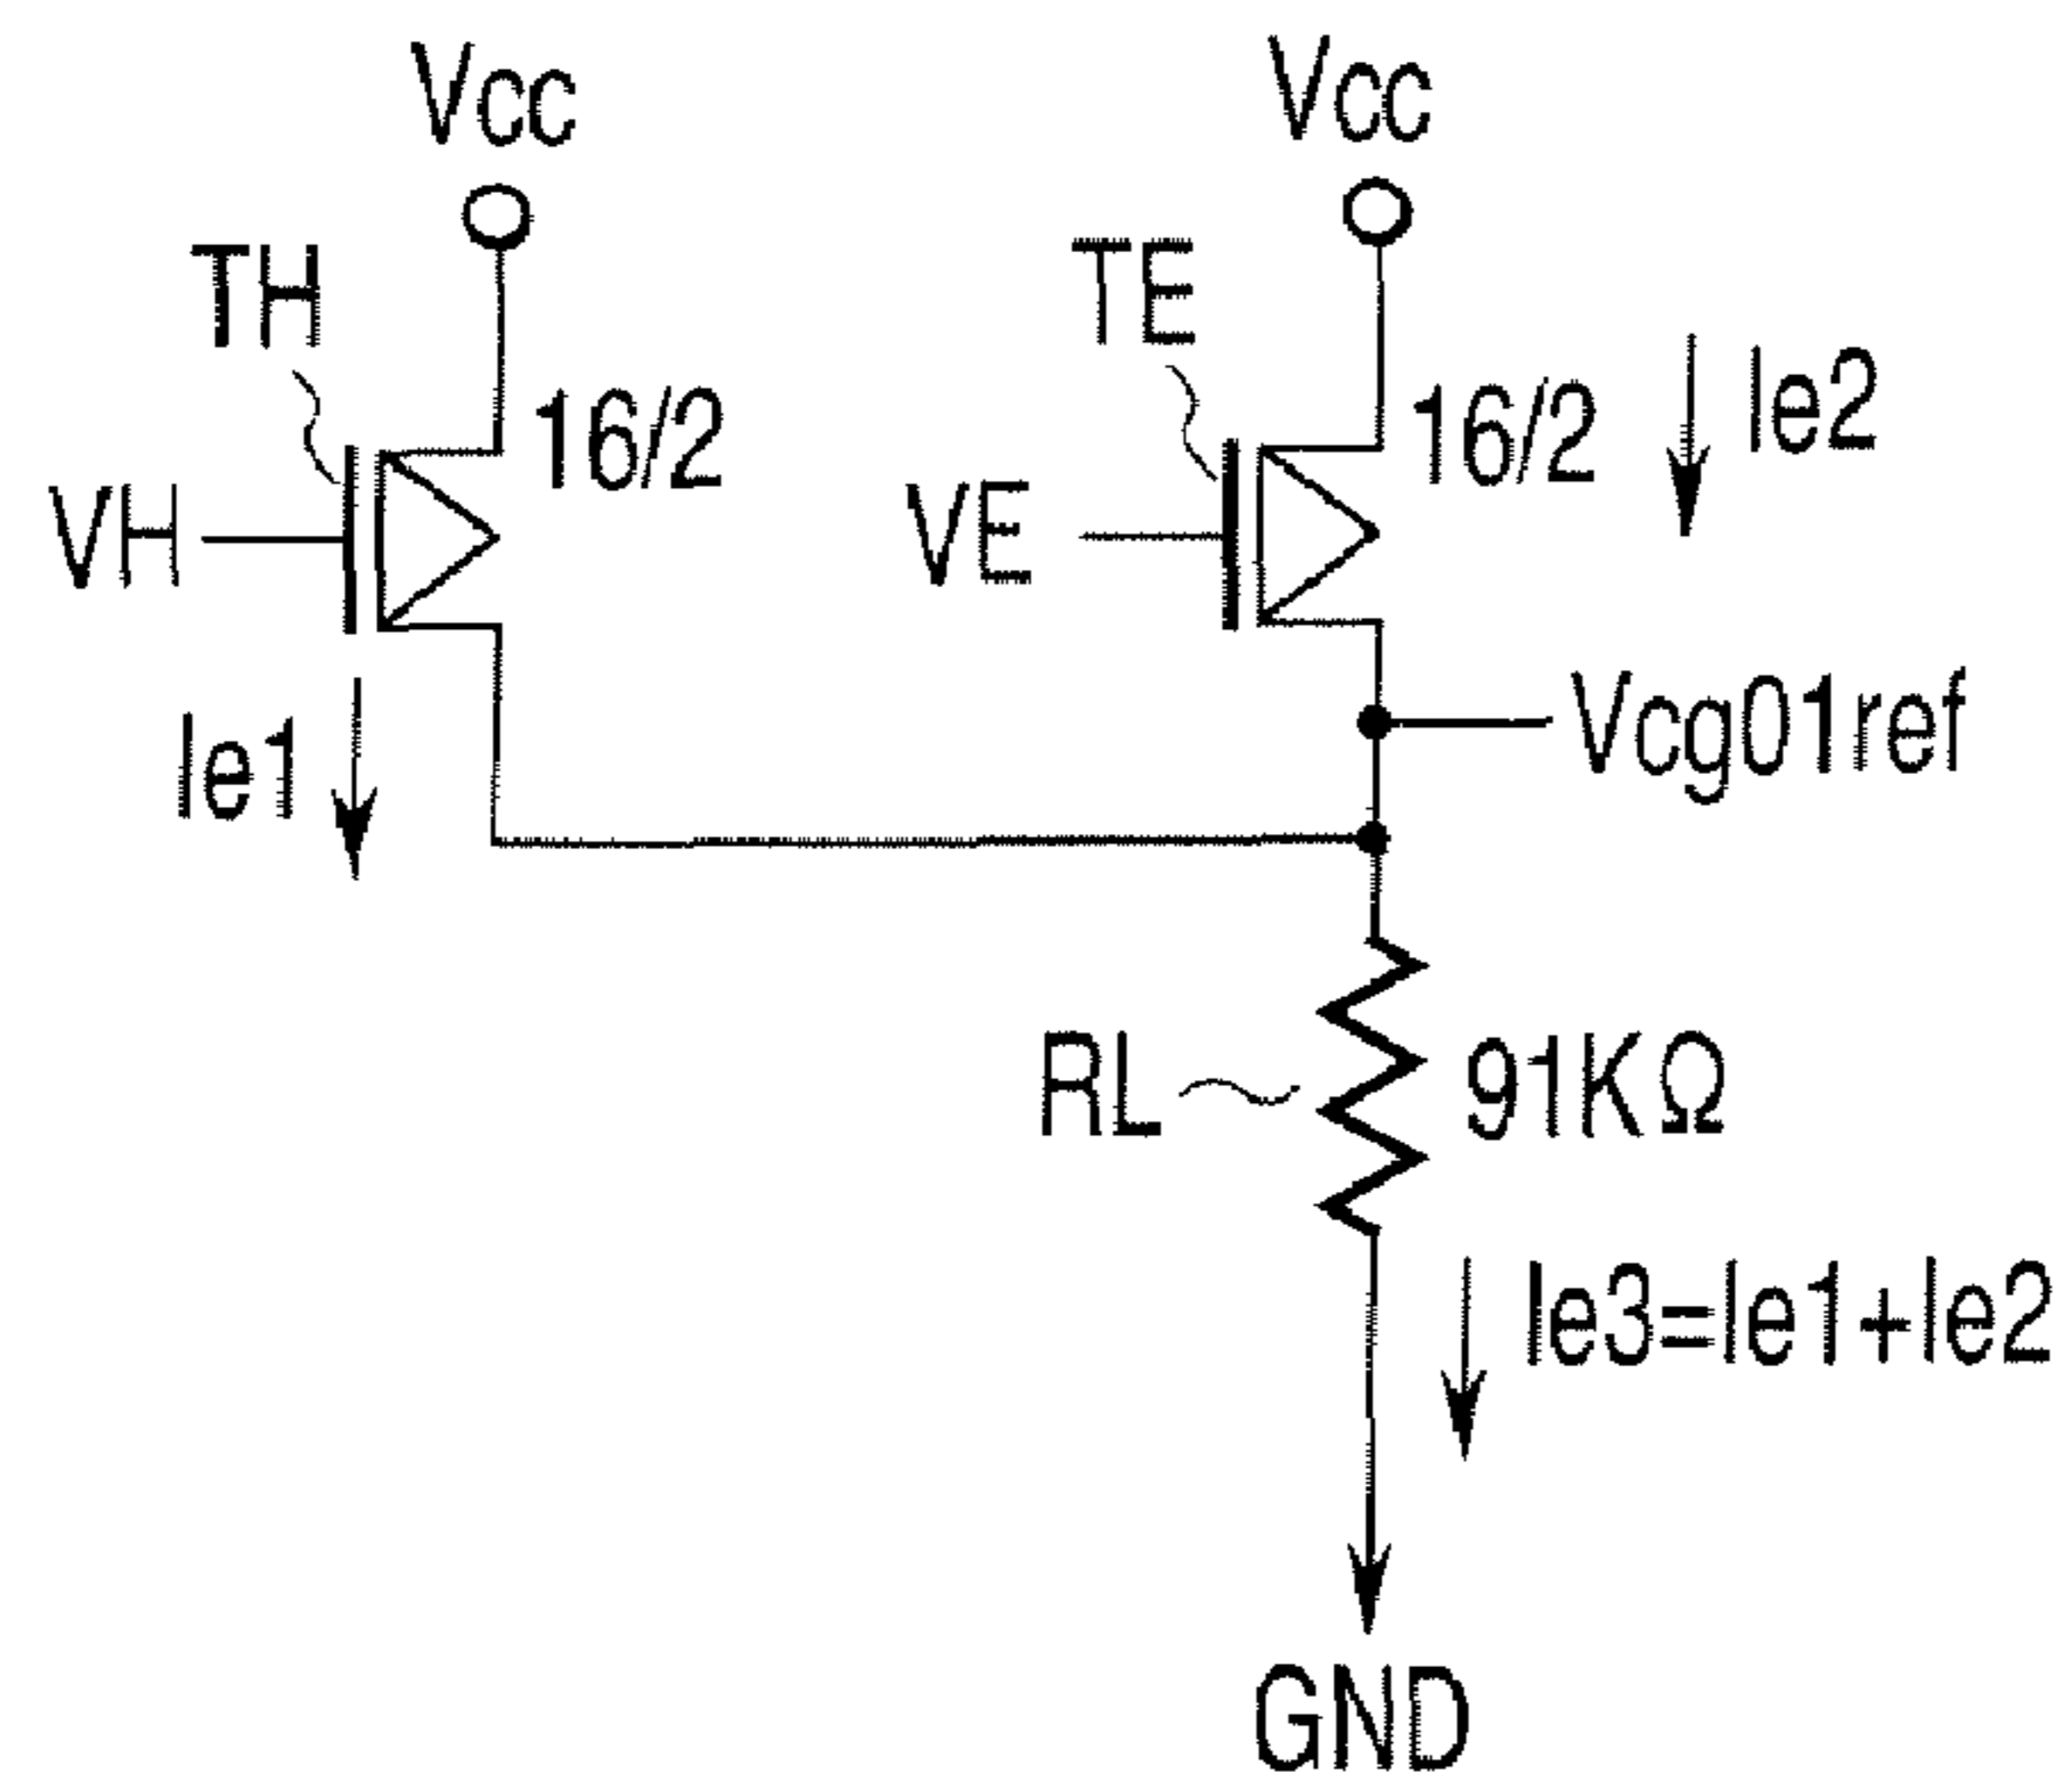 Vcc
Vcc
TH
TE
16/2
16/2
Ie2
VH
VE
Ie1
Vcg01ref
RL
91KΩ
Ie3=Ie1+Ie2
GND